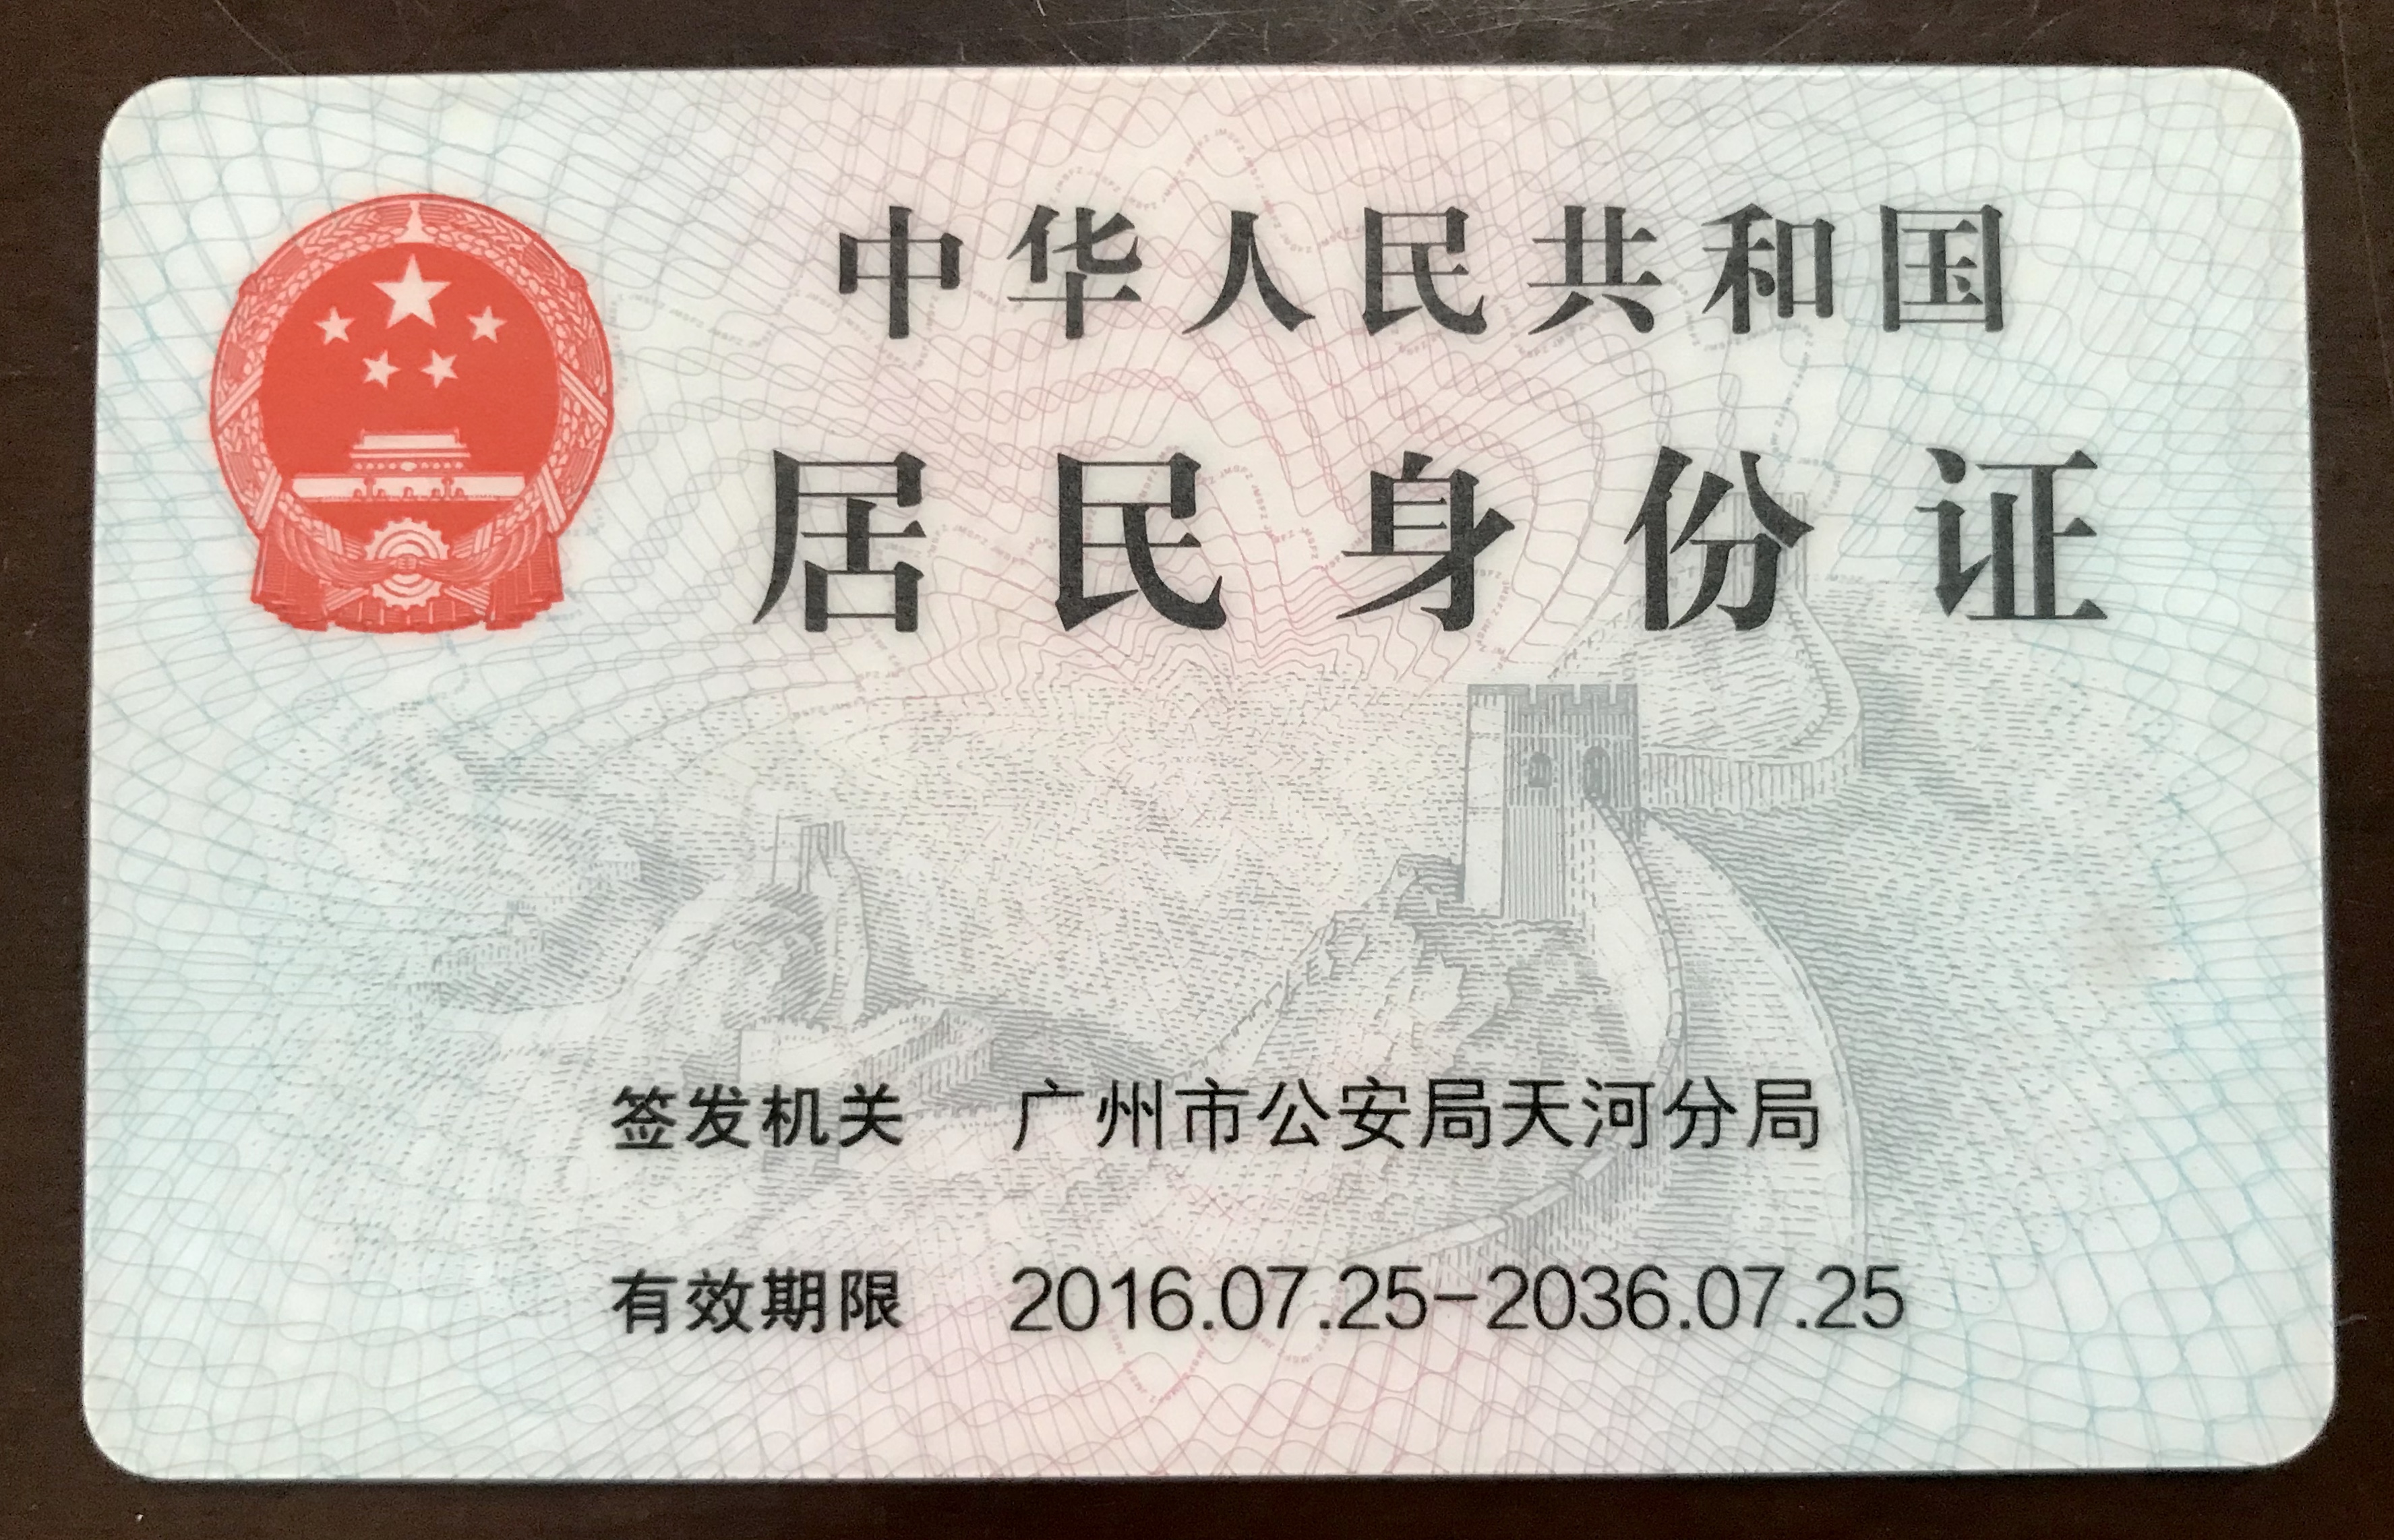 中华人民共和国
居民身份证
签发机关 广州市公安局天河分局
有效期限 2016.07.25-2036.07.25